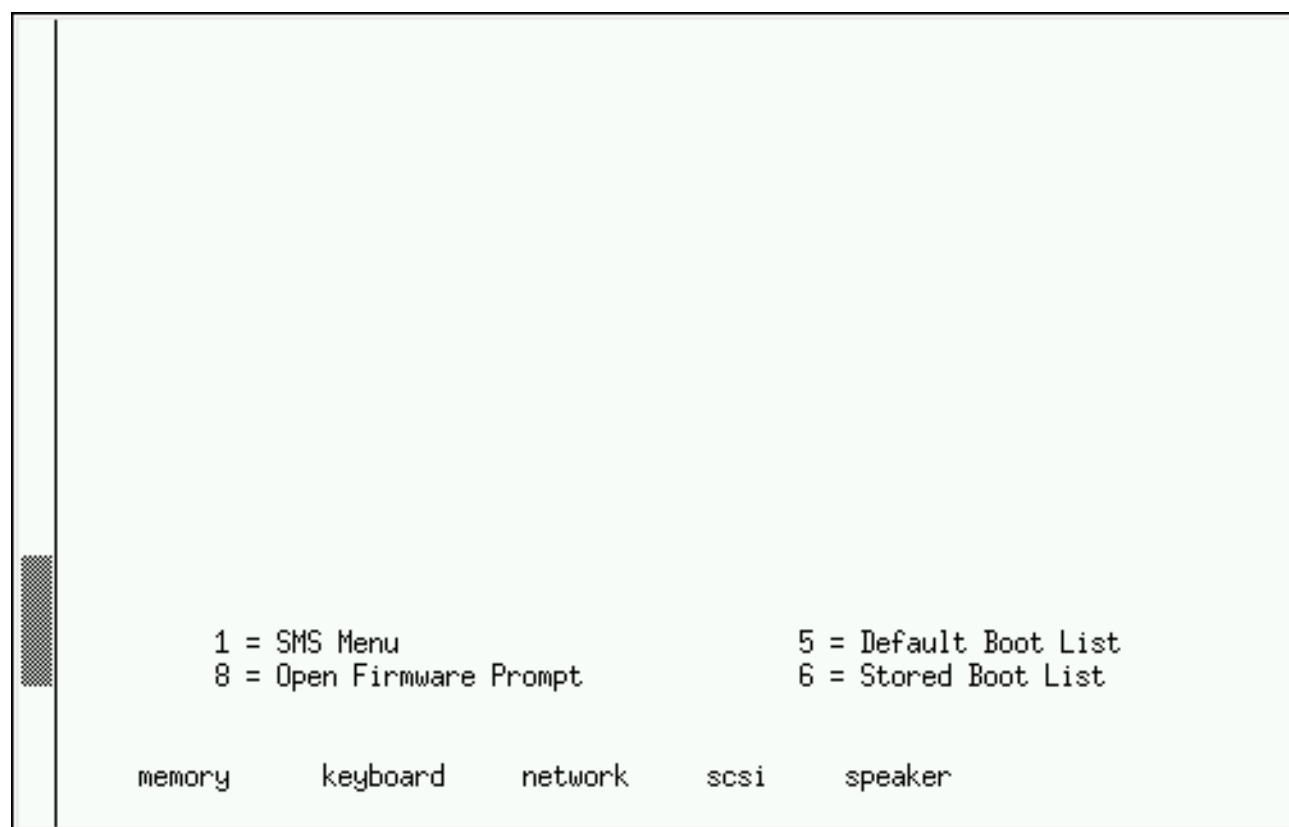 1 = SMS Menu                          5 = Default Boot List
8 = Open Firmware Prompt              6 = Stored Boot List
memory      keyboard     network     scsi     speaker